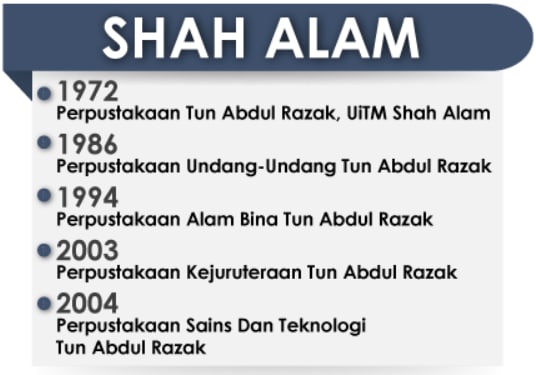 SHAH ALAM
1972
Perpustakaan Tun Abdul Razak, UiTM Shah Alam
1986
Perpustakaan Undang-Undang Tun Abdul Razak
1994
Perpustakaan Alam Bina Tun Abdul Razak
2003
Perpustakaan Kejuruteraan Tun Abdul Razak
2004
Perpustakaan Sains Dan Teknologi
Tun Abdul Razak